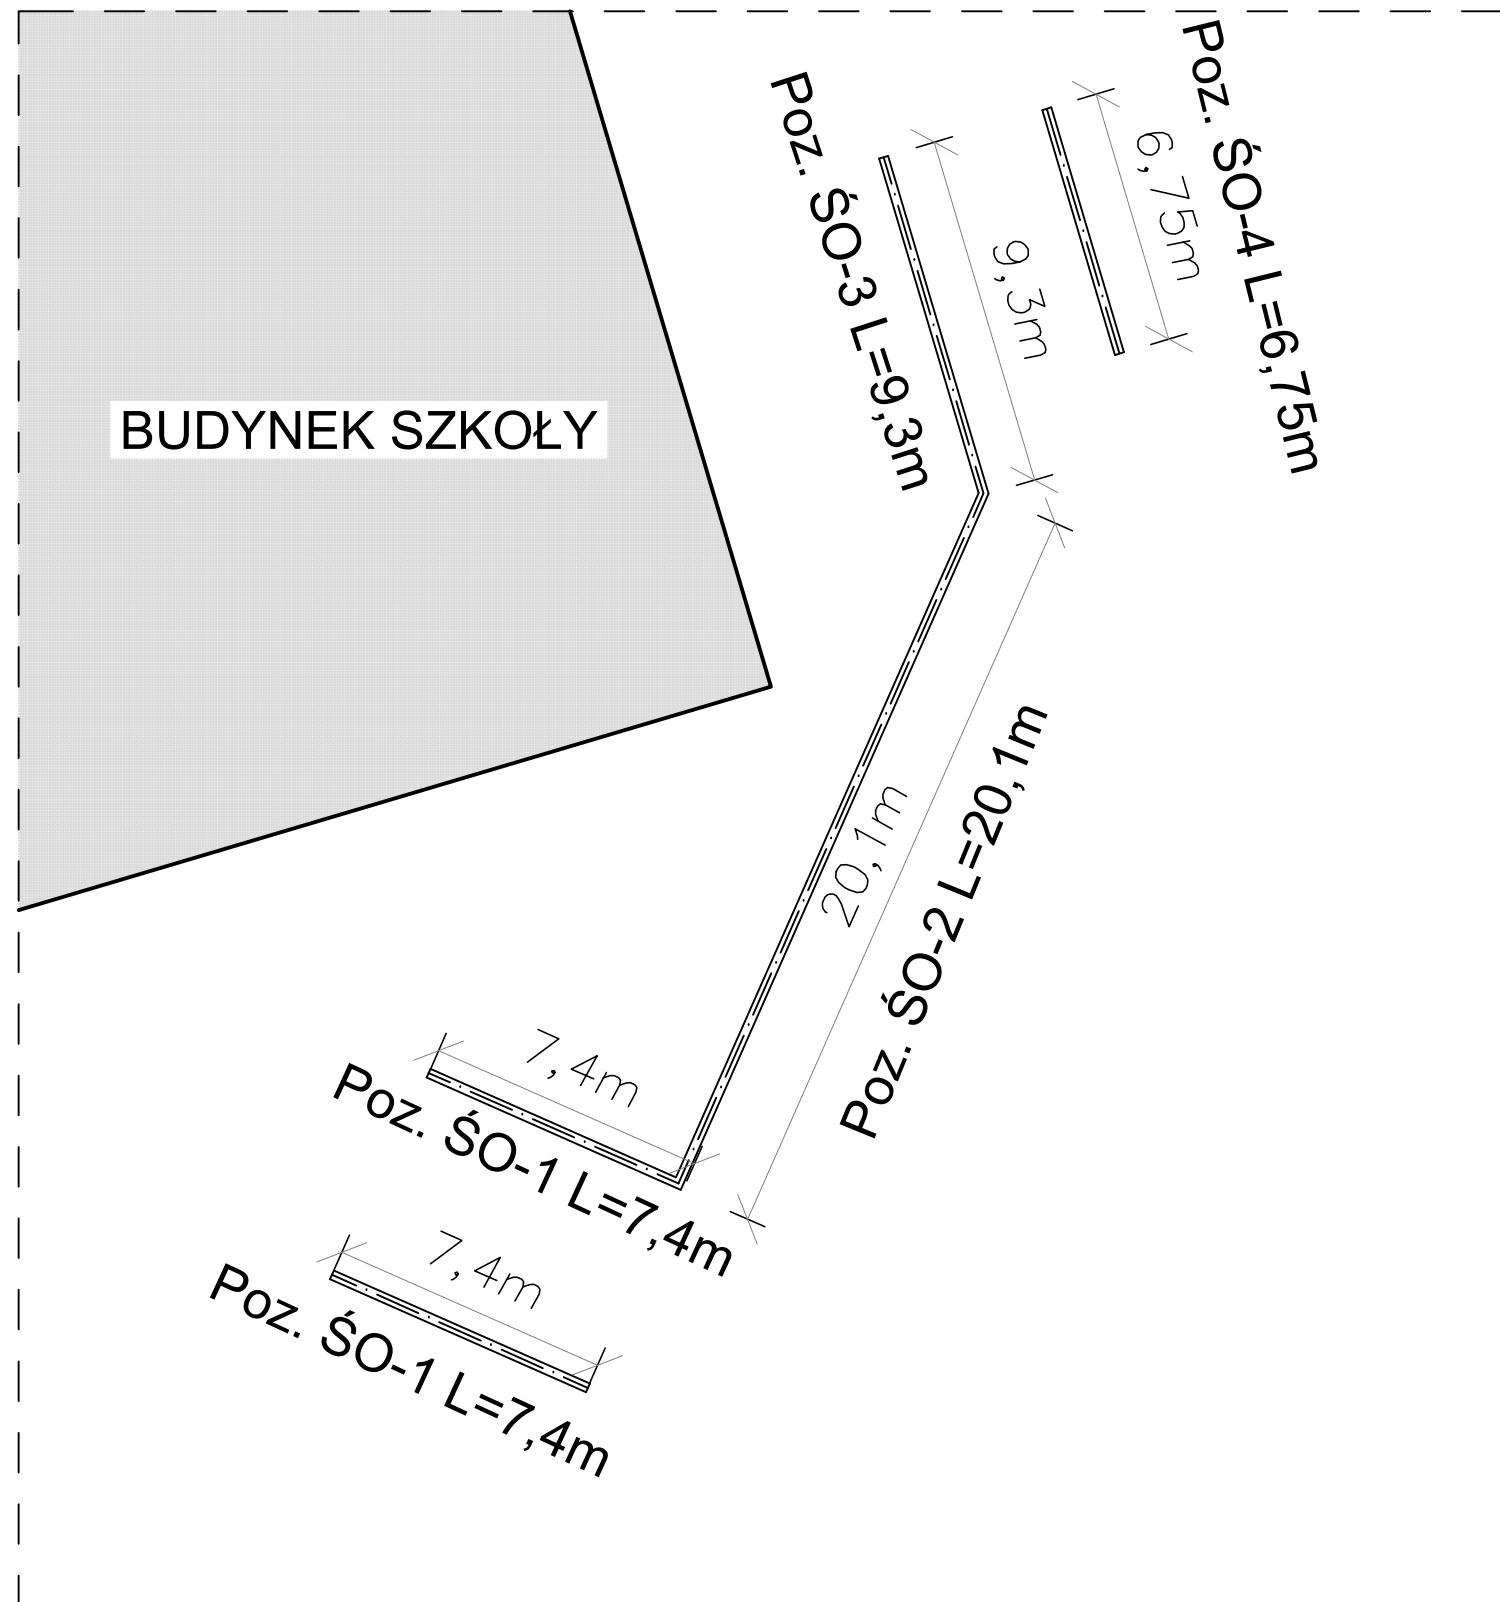 Poz. ŚO-4 L=6,75m
6,75m
Poz. ŚO-3 L=9,3m
9,3m
BUDYNEK SZKOŁY
20,1m
Poz. ŚO-2 L=20,1m
7,4m
Poz. ŚO-1 L=7,4m
7,4m
Poz. ŚO-1 L=7,4m